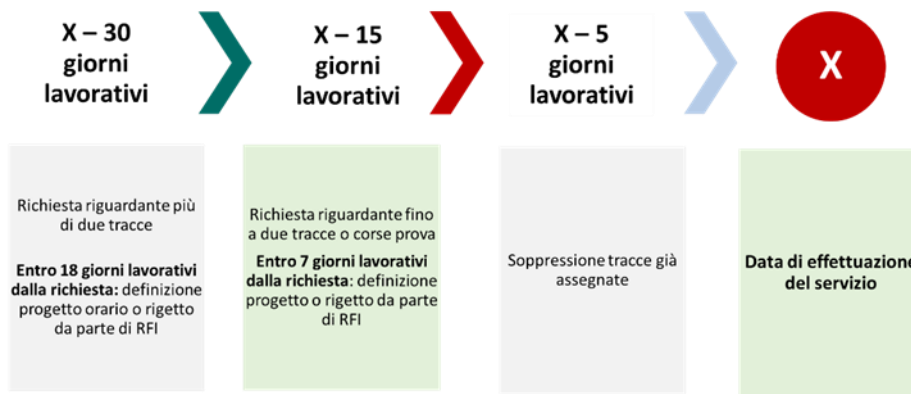 X – 30
giorni
lavorativi
X – 15
giorni
lavorativi
X – 5
giorni
lavorativi
X
Richiesta riguardante più
di due tracce
Entro 18 giorni lavorativi
dalla richiesta: definizione
progetto orario o rigetto
da parte di RFI
Richiesta riguardante fino
a due tracce o corse prova
Entro 7 giorni lavorativi
dalla richiesta: definizione
progetto o rigetto da parte
di RFI
Soppressione tracce già
assegnate
Data di effettuazione
del servizio